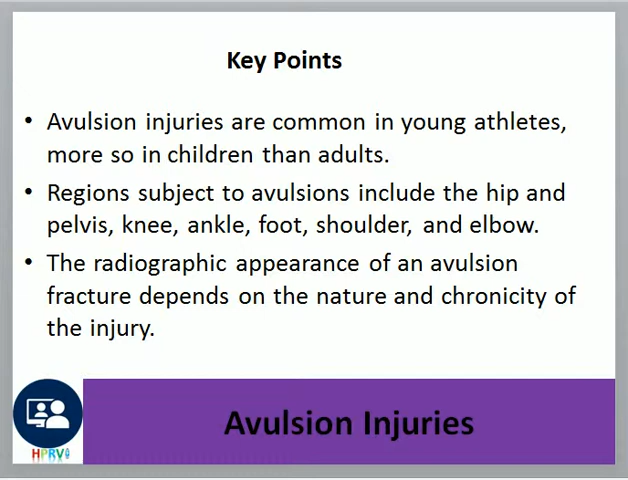 Key Points
• Avulsion injuries are common in young athletes,
more so in children than adults.
• Regions subject to avulsions include the hip and
pelvis, knee, ankle, foot, shoulder, and elbow.
• The radiographic appearance of an avulsion
fracture depends on the nature and chronicity of
the injury.
Avulsion Injuries
HPRV